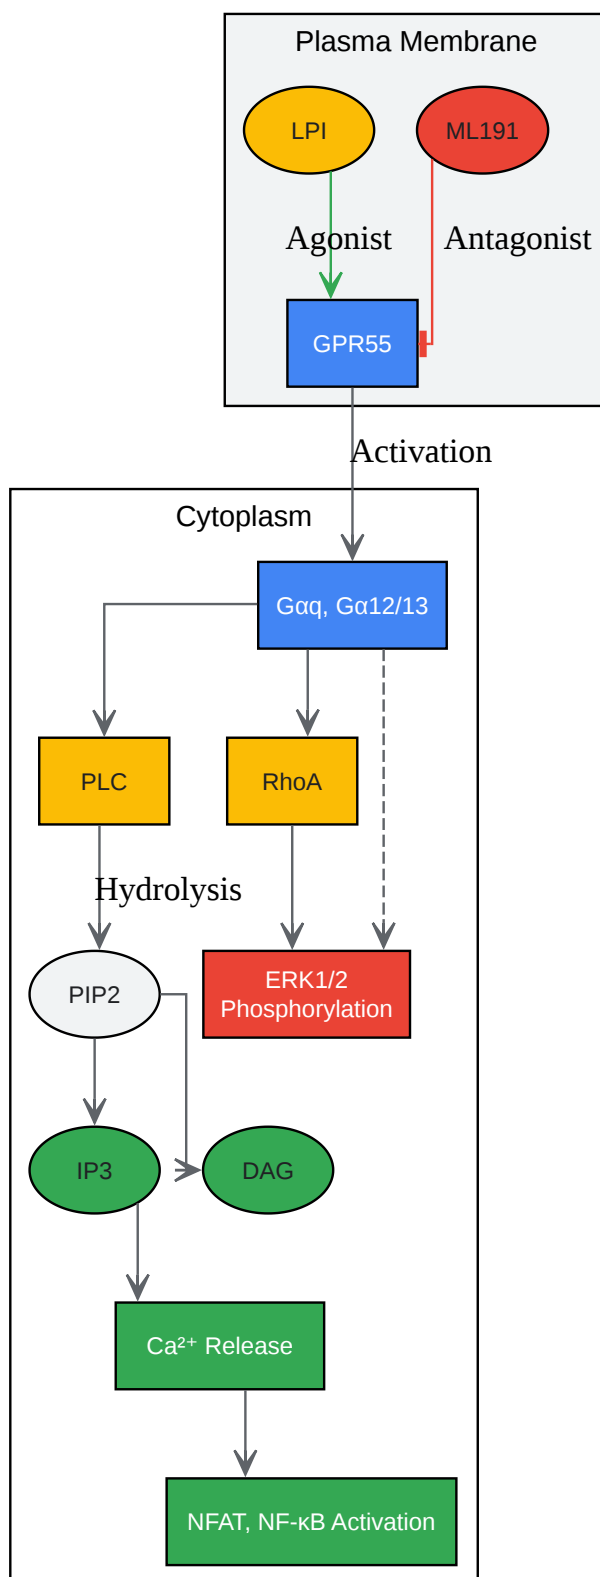 Plasma Membrane
LPI
ML191
Agonist
Antagonist
GPR55
Activation
Cytoplasm
Gαq, Gα12/13
PLC
RhoA
Hydrolysis
PIP2
ERK1/2
Phosphorylation
IP3
DAG
Ca²⁺ Release
NFAT, NF-κB Activation